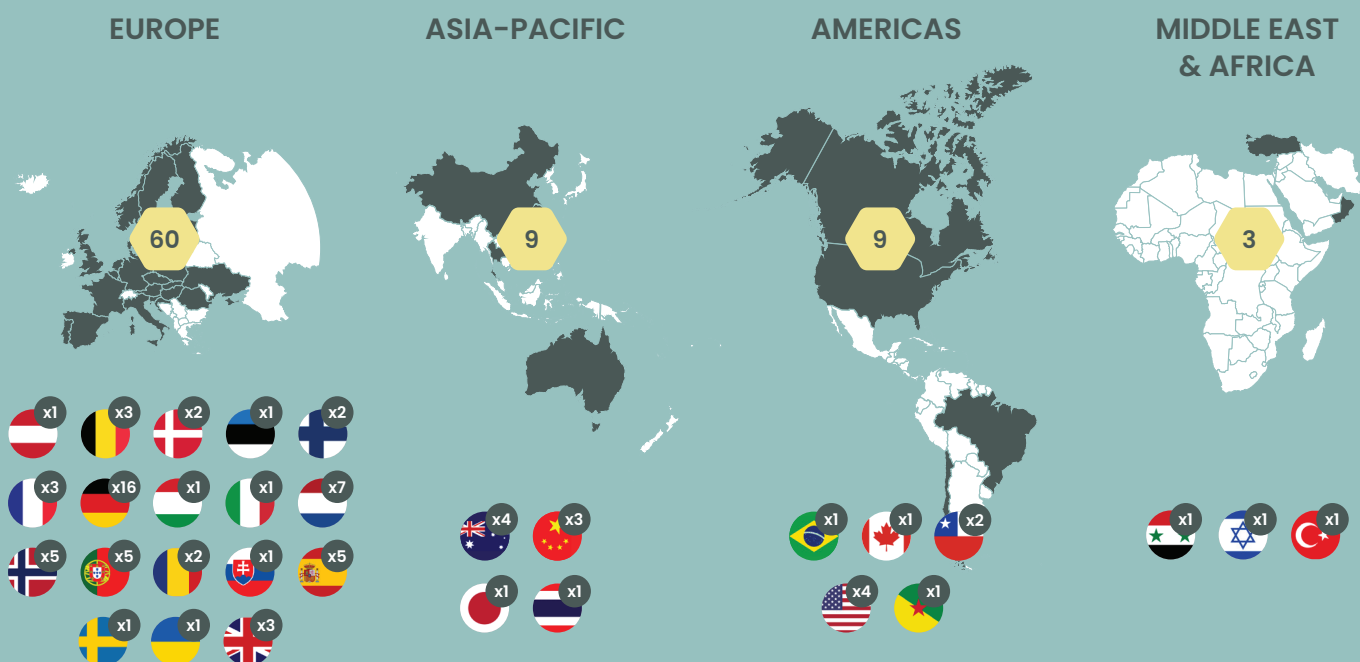 EUROPE
ASIA-PACIFIC
AMERICAS
MIDDLE EAST
& AFRICA
60
9
9
3
x1
x3
x2
x1
x2
x3
x16
x1
x1
x7
x5
x5
x2
x1
x5
x1
x1
x3
x4
x3
x1
x1
x1
x1
x2
x4
x1
x1
x1
x1